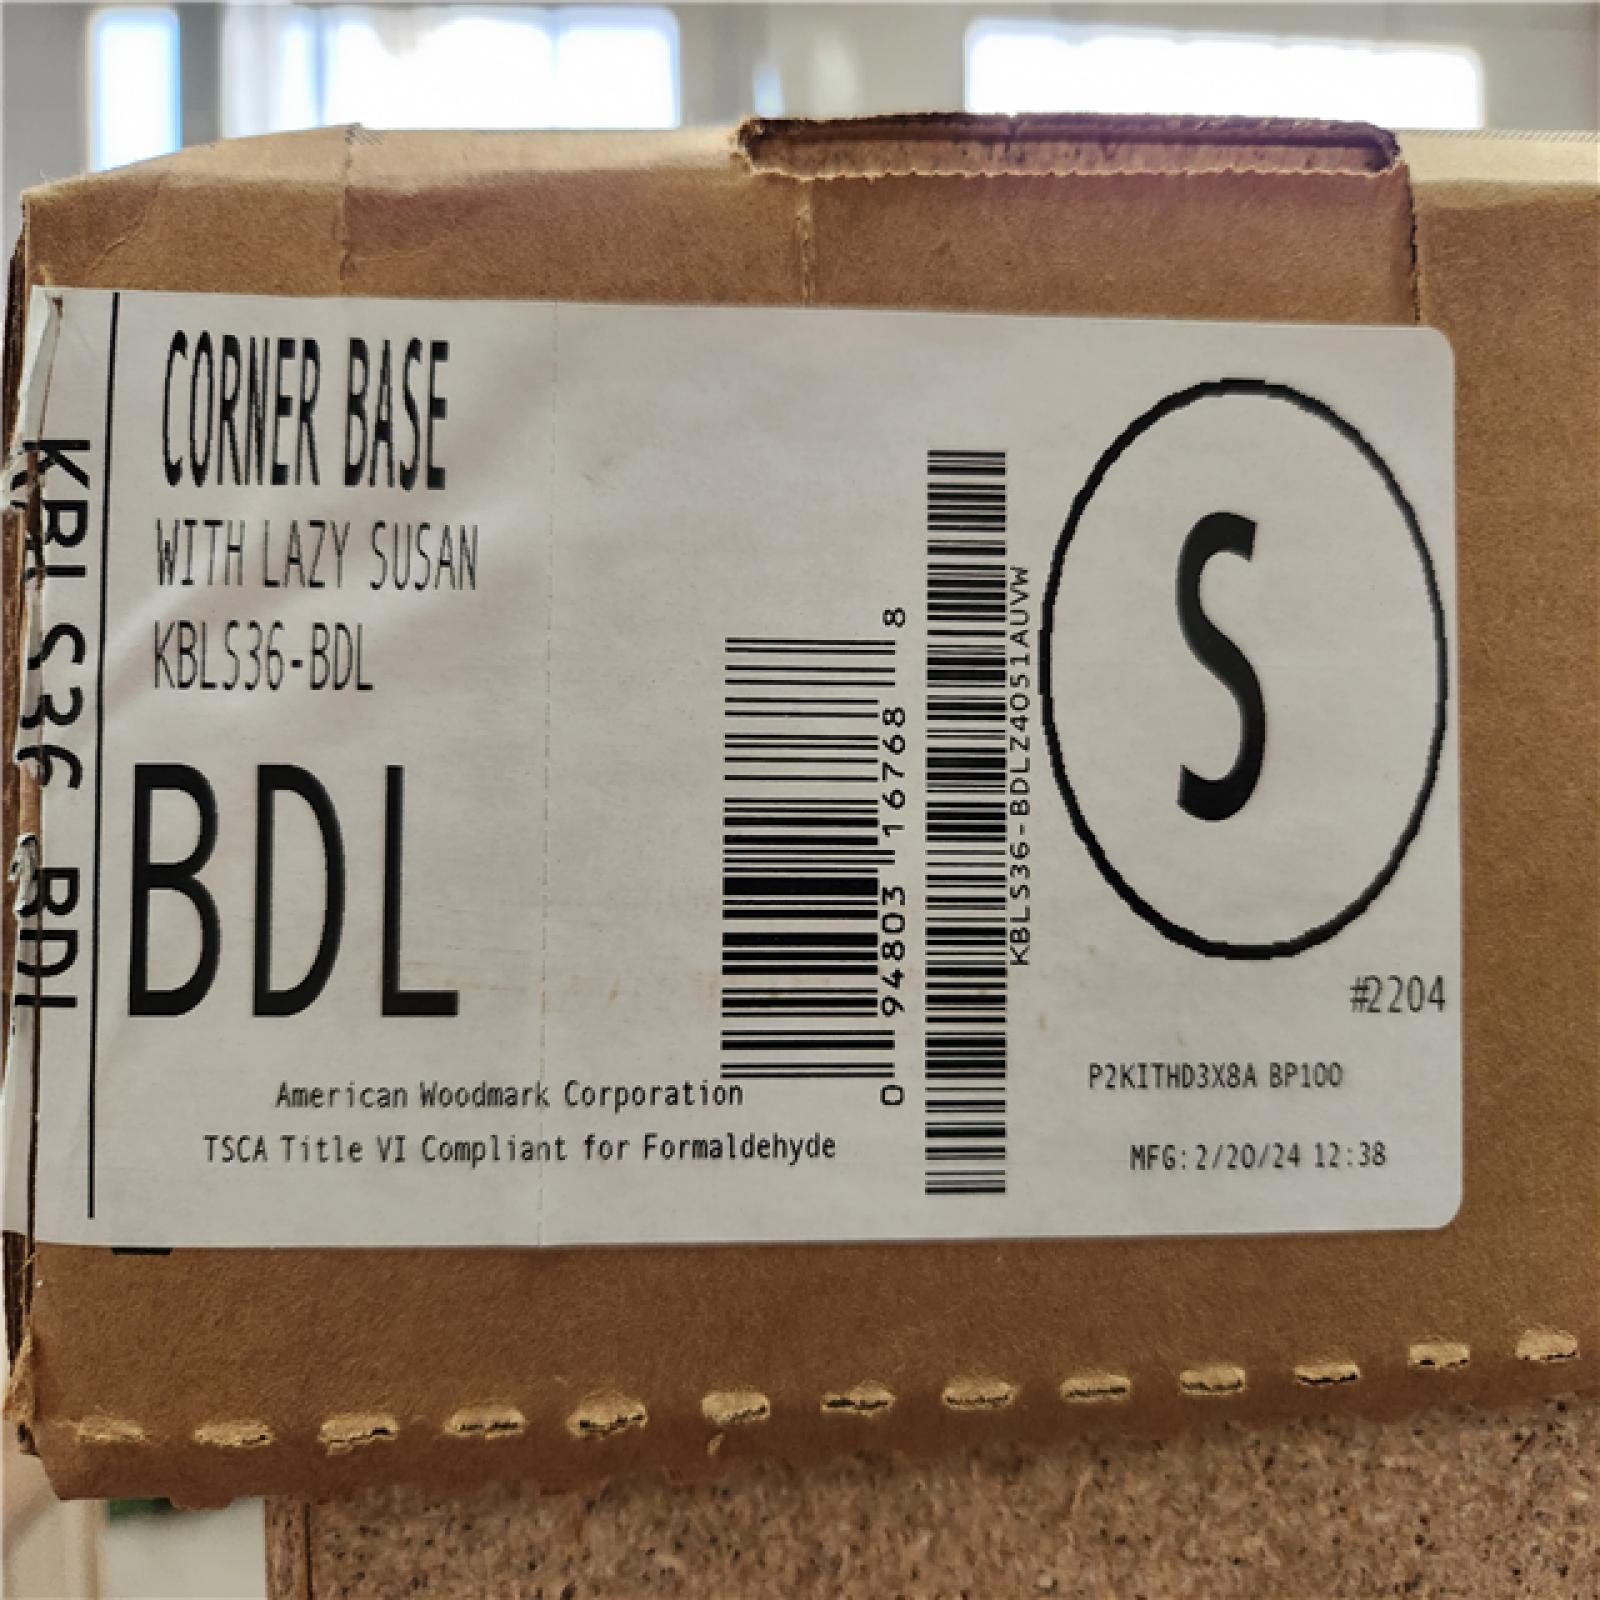 CORNER BASE
WITH LAZY SUSAN
KBLS36-BDL
BDL
American Woodmark Corporation
TSCA Title VI Compliant for Formaldehyde
KBLS36 BDL
0 94803 16768 8
KBLS36-BDLZ4051AUVW
S
#2204
P2KITHD3X8A BP100
MFG:2/20/24 12:38